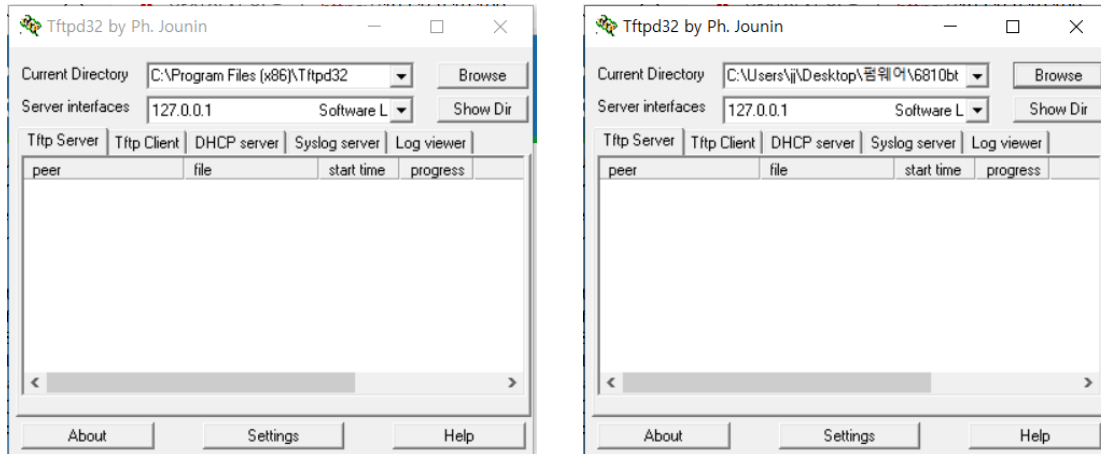 Tftpd32 by Ph. Jounin
Current Directory C:\Program Files (x86)\Tftpd32 Browse
Server interfaces 127.0.0.1 Software L Show Dir
Tftp Server Tftp Client DHCP server Syslog server Log viewer
peer file start time progress
About Settings Help
Tftpd32 by Ph. Jounin
Current Directory C:\Users\jj\Desktop\펌웨어\6810bt Browse
Server interfaces 127.0.0.1 Software L Show Dir
Tftp Server Tftp Client DHCP server Syslog server Log viewer
peer file start time progress
About Settings Help